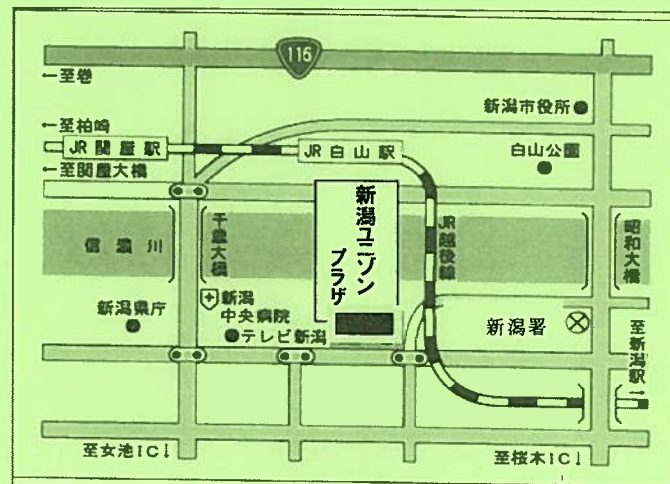 116
←至巻
新潟市役所
←至柏崎
JR関屋駅
JR白山駅
白山公園
←至関屋大橋
信濃川
千歳大橋
新潟ユニゾン
プラザ
JR越後線
昭和大橋
新潟
中央病院
新潟県庁
テレビ新潟
新潟署
至新潟駅→
至女池IC↓
至桜木IC↓